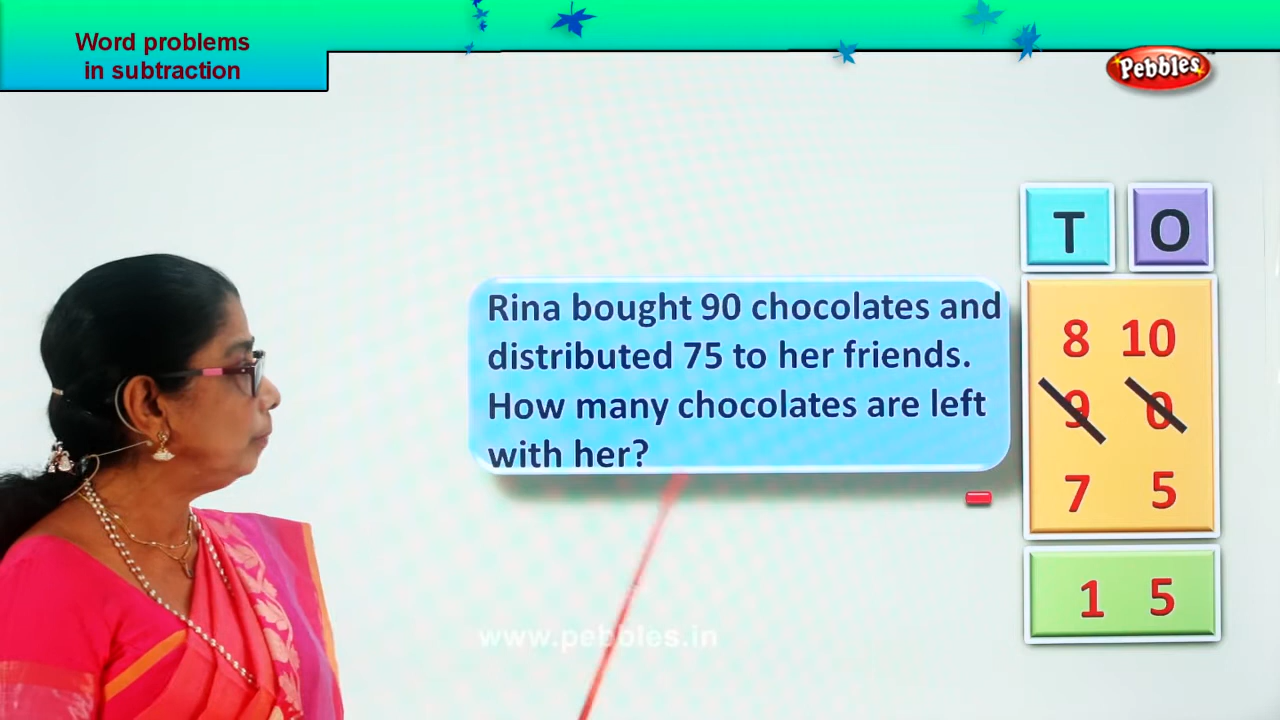 Word problems
in subtraction
Pebbles
T O
Rina bought 90 chocolates and
distributed 75 to her friends.
How many chocolates are left
with her?
8 10
9 0
- 7 5
1 5
www.pebbles.in